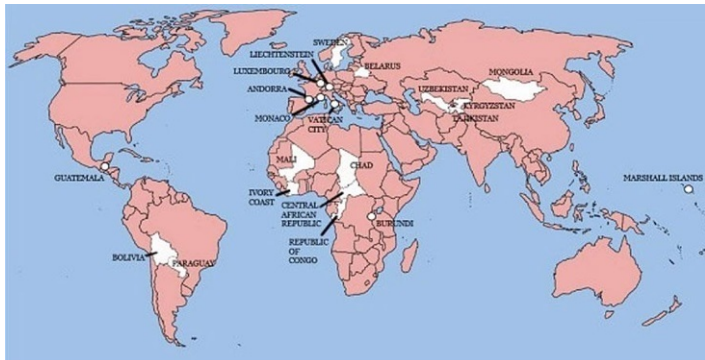 SWEDEN
LIECHTENSTEIN
BELARUS
LUXEMBOURG
MONGOLIA
ANDORRA
UZBEKISTAN
KYRGYZSTAN
MONACO
VATICAN
CITY
TAJIKISTAN
MALI
CHAD
GUATEMALA
MARSHALL ISLANDS
IVORY
COAST
CENTRAL
AFRICAN
REPUBLIC
BURUNDI
REPUBLIC
OF
CONGO
BOLIVIA
PARAGUAY